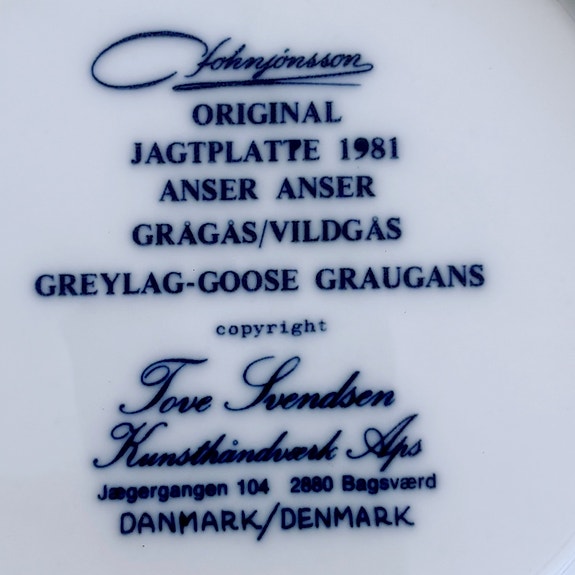 Johnjónsson
ORIGINAL
JAGTPLATTE 1981
ANSER ANSER
GRÅGÅS/VILDGÅS
GREYLAG-GOOSE GRAUGANS
copyright
Tove Svendsen
Kunsthåndværk Aps
Jægergangen 104 2880 Bagsværd
DANMARK/DENMARK